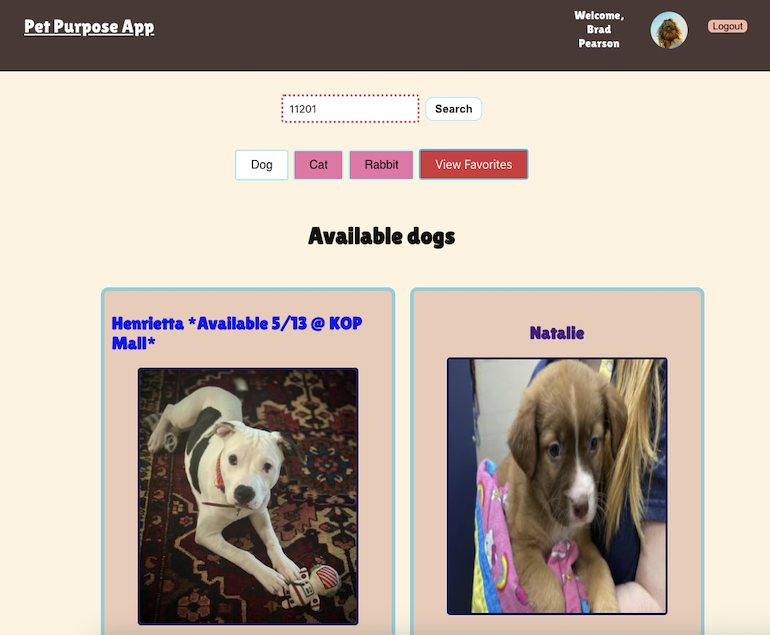 Pet Purpose App
Welcome,
Brad
Pearson
Logout
11201
Search
Dog
Cat
Rabbit
View Favorites
Available dogs
Henrietta *Available 5/13 @ KOP
Mall*
Natalie